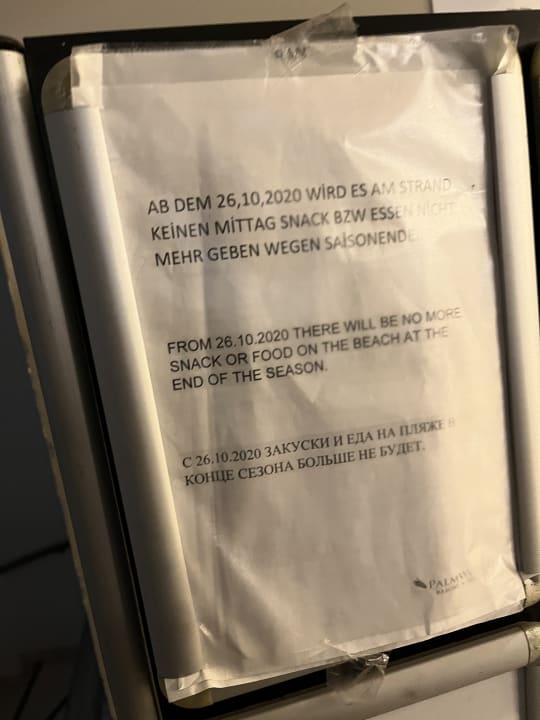 AB DEM 26,10,2020 WİRD ES AM STRAND
KEİNEN MİTTAG SNACK BZW ESSEN NİCHT
MEHR GEBEN WEGEN SAİSONENDE.
FROM 26.10.2020 THERE WILL BE NO MORE
SNACK OR FOOD ON THE BEACH AT THE
END OF THE SEASON.
С 26.10.2020 ЗАКУСКИ И ЕДА НА ПЛЯЖЕ В
КОНЦЕ СЕЗОНА БОЛЬШЕ НЕ БУДЕТ.